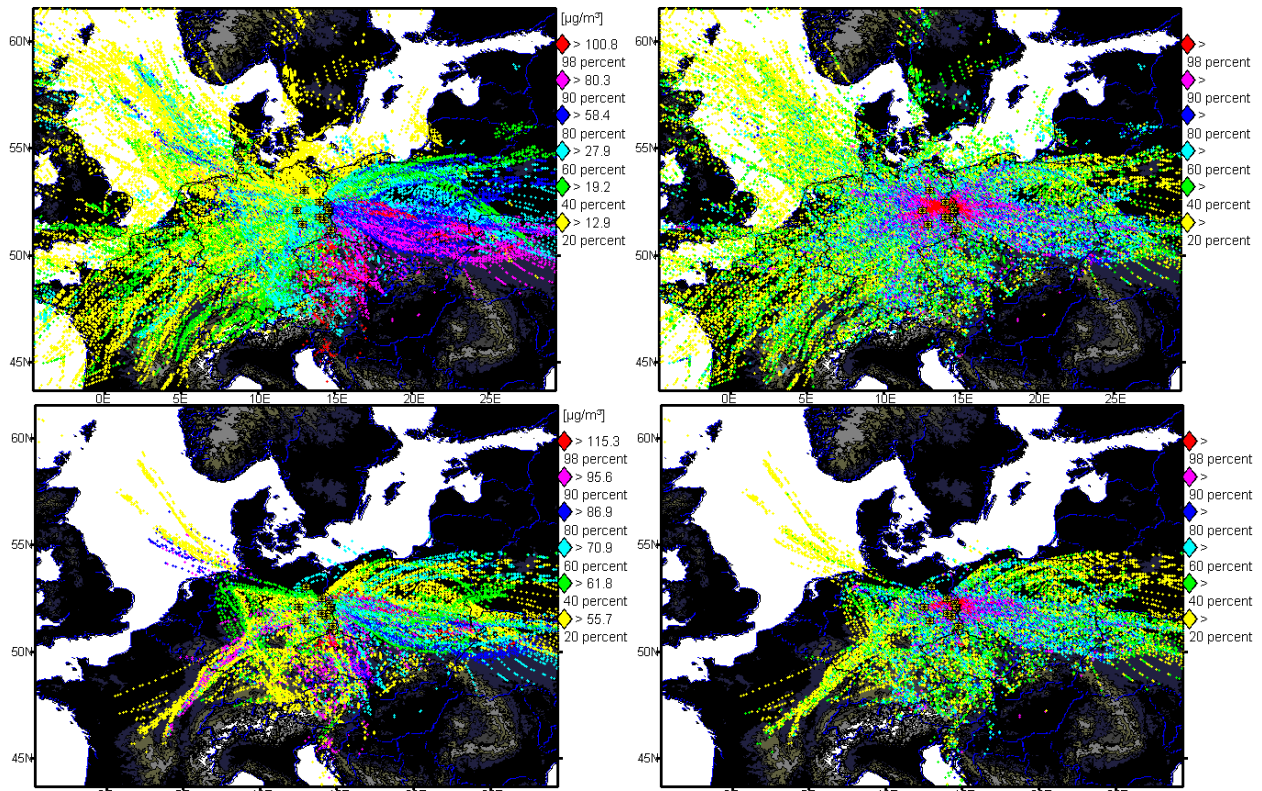 [µg/m³]
60N
55N
50N
45N
> 100.8
98 percent
> 80.3
90 percent
> 58.4
80 percent
> 27.9
60 percent
> 19.2
40 percent
> 12.9
20 percent
0E 5E 10E 15E 20E 25E
60N
55N
50N
45N
>
98 percent
>
90 percent
>
80 percent
>
60 percent
>
40 percent
>
20 percent
0E 5E 10E 15E 20E 25E
[µg/m³]
60N
55N
50N
45N
> 115.3
98 percent
> 95.6
90 percent
> 86.9
80 percent
> 70.9
60 percent
> 61.8
40 percent
> 55.7
20 percent
60N
55N
50N
45N
>
98 percent
>
90 percent
>
80 percent
>
60 percent
>
40 percent
>
20 percent